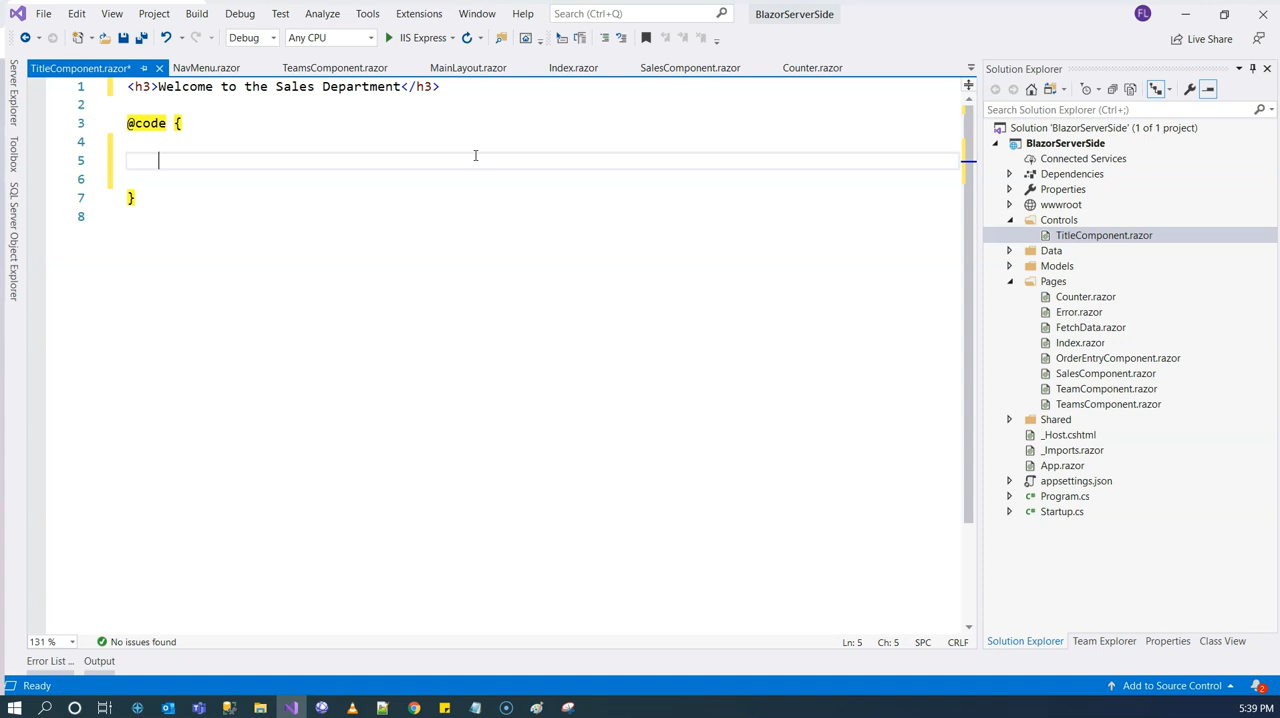 File Edit View Project Build Debug Test Analyze Tools Extensions Window Help Search (Ctrl+Q) BlazorServerSide FL
Debug Any CPU IIS Express Live Share
TitleComponent.razor* NavMenu.razor TeamsComponent.razor MainLayout.razor Index.razor SalesComponent.razor Counter.razor
Server Explorer
Toolbox
SQL Server Object Explorer
1 <h3>Welcome to the Sales Department</h3>
2
3 @code {
4
5
6
7 }
8
Solution Explorer
Search Solution Explorer (Ctrl+;)
Solution 'BlazorServerSide' (1 of 1 project)
BlazorServerSide
Connected Services
Dependencies
Properties
wwwroot
Controls
TitleComponent.razor
Data
Models
Pages
Counter.razor
Error.razor
FetchData.razor
Index.razor
OrderEntryComponent.razor
SalesComponent.razor
TeamComponent.razor
TeamsComponent.razor
Shared
_Host.cshtml
_Imports.razor
App.razor
appsettings.json
Program.cs
Startup.cs
131 % No issues found Ln: 5 Ch: 5 SPC CRLF
Solution Explorer Team Explorer Properties Class View
Error List ... Output
Ready Add to Source Control 2
5:39 PM